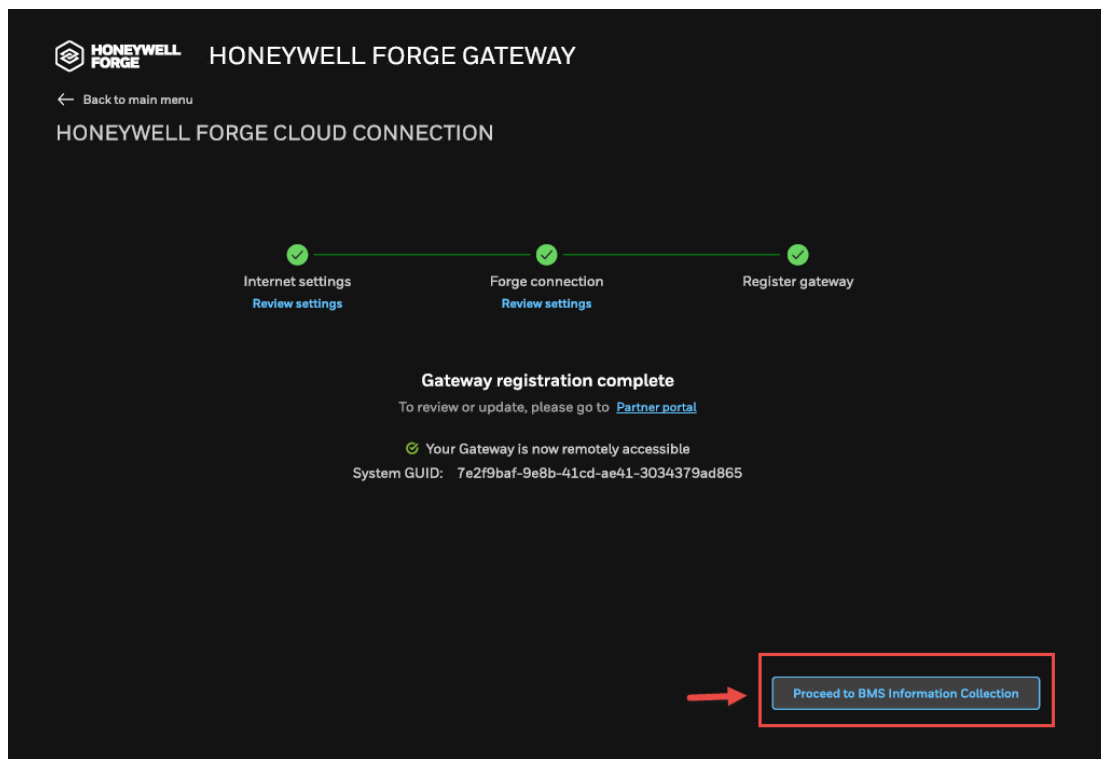 HONEYWELL
FORGE
HONEYWELL FORGE GATEWAY
Back to main menu
HONEYWELL FORGE CLOUD CONNECTION
Internet settings
Review settings
Forge connection
Review settings
Register gateway
Gateway registration complete
To review or update, please go to Partner portal
Your Gateway is now remotely accessible
System GUID: 7e2f9baf-9e8b-41cd-ae41-3034379ad865
Proceed to BMS Information Collection